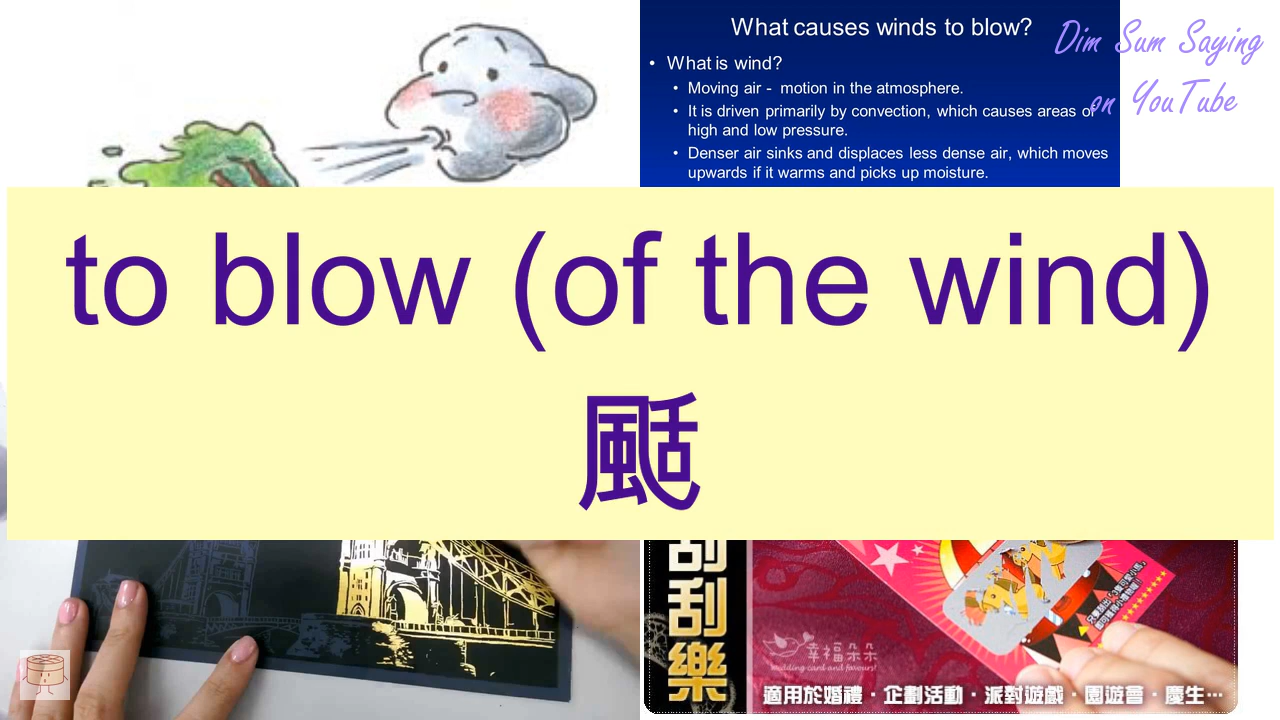 What causes winds to blow?
• What is wind?
• Moving air - motion in the atmosphere.
• It is driven primarily by convection, which causes areas of
high and low pressure.
• Denser air sinks and displaces less dense air, which moves
upwards if it warms and picks up moisture.
Dim Sum Saying
on YouTube
to blow (of the wind)
颳
刮刮樂
幸福朵朵
wedding card and favours!
適用於婚禮・企劃活動・派對遊戲・園遊會・慶生…